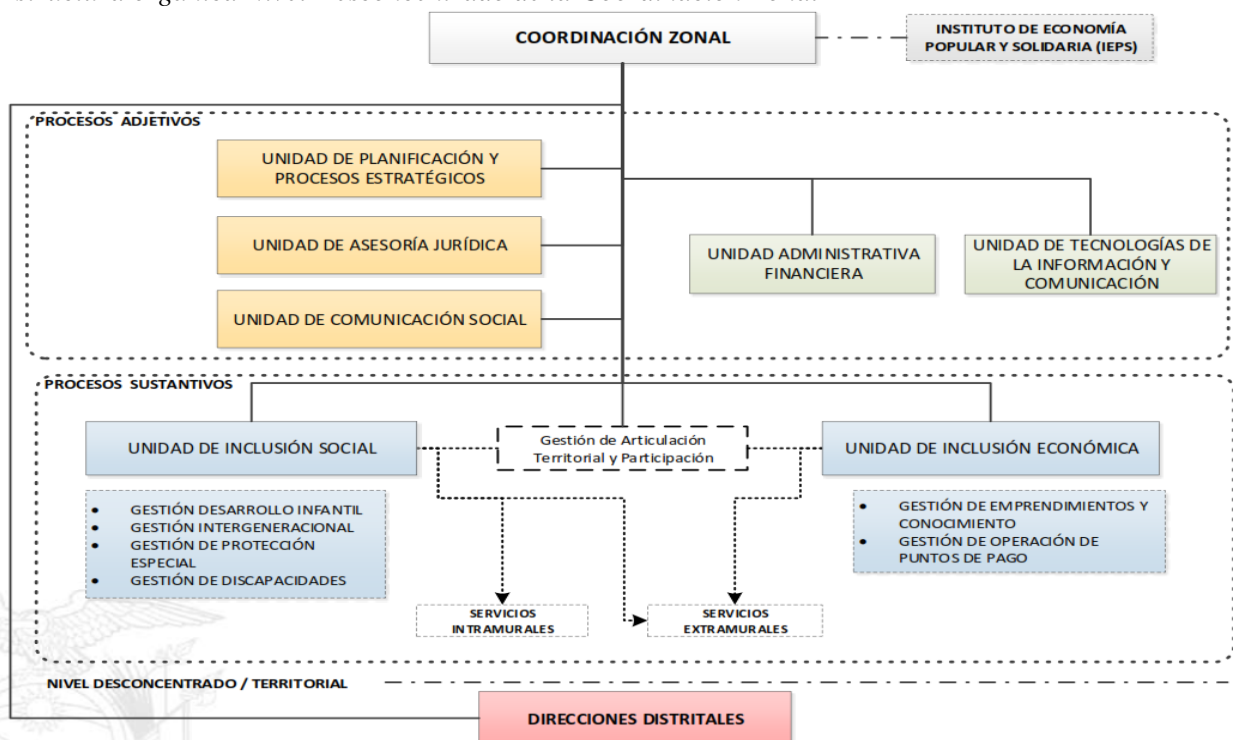 COORDINACIÓN ZONAL
INSTITUTO DE ECONOMÍA
POPULAR Y SOLIDARIA (IEPS)
PROCESOS ADJETIVOS
UNIDAD DE PLANIFICACIÓN Y
PROCESOS ESTRATÉGICOS
UNIDAD DE ASESORÍA JURÍDICA
UNIDAD DE COMUNICACIÓN SOCIAL
UNIDAD ADMINISTRATIVA
FINANCIERA
UNIDAD DE TECNOLOGÍAS DE
LA INFORMACIÓN Y
COMUNICACIÓN
PROCESOS SUSTANTIVOS
UNIDAD DE INCLUSIÓN SOCIAL
Gestión de Articulación
Territorial y Participación
UNIDAD DE INCLUSIÓN ECONÓMICA
• GESTIÓN DESARROLLO INFANTIL
• GESTIÓN INTERGENERACIONAL
• GESTIÓN DE PROTECCIÓN
ESPECIAL
• GESTIÓN DE DISCAPACIDADES
• GESTIÓN DE EMPRENDIMIENTOS Y
CONOCIMIENTO
• GESTIÓN DE OPERACIÓN DE
PUNTOS DE PAGO
SERVICIOS
INTRAMURALES
SERVICIOS
EXTRAMURALES
NIVEL DESCONCENTRADO / TERRITORIAL
DIRECCIONES DISTRITALES